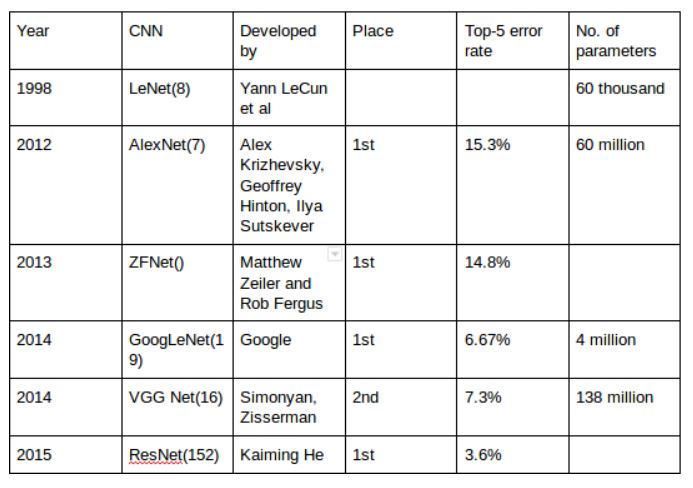 Year CNN Developed by Place Top-5 error rate No. of parameters
1998 LeNet(8) Yann LeCun et al 60 thousand
2012 AlexNet(7) Alex Krizhevsky, Geoffrey Hinton, Ilya Sutskever 1st 15.3% 60 million
2013 ZFNet() Matthew Zeiler and Rob Fergus 1st 14.8%
2014 GoogLeNet(19) Google 1st 6.67% 4 million
2014 VGG Net(16) Simonyan, Zisserman 2nd 7.3% 138 million
2015 ResNet(152) Kaiming He 1st 3.6%